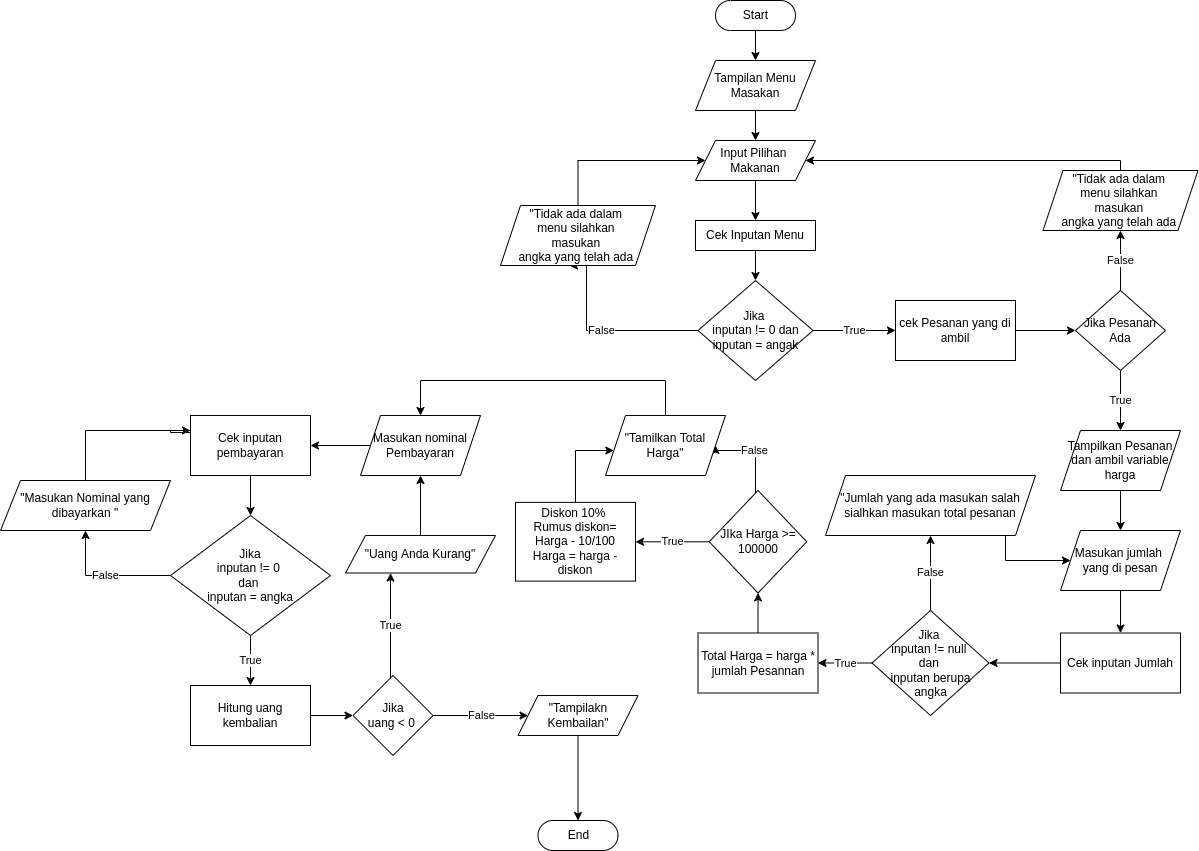 Start
Tampilan Menu
Masakan
Input Pilihan
Makanan
"Tidak ada dalam
menu silahkan
masukan
angka yang telah ada
"Tidak ada dalam
menu silahkan
masukan
angka yang telah ada
Cek Inputan Menu
False
Jika
inputan != 0 dan
inputan = angak
False
True
cek Pesanan yang di
ambil
Jika Pesanan
Ada
True
Cek inputan
pembayaran
Masukan nominal
Pembayaran
"Tamilkan Total
Harga"
False
Tampilkan Pesanan
dan ambil variable
harga
"Masukan Nominal yang
dibayarkan "
"Jumlah yang ada masukan salah
sialhkan masukan total pesanan
Diskon 10%
Rumus diskon=
Harga - 10/100
Harga = harga -
diskon
True
JIka Harga >=
100000
"Uang Anda Kurang"
Masukan jumlah
yang di pesan
Jika
inputan != 0
dan
inputan = angka
False
False
True
True
Total Harga = harga *
jumlah Pesannan
True
Jika
inputan != null
dan
inputan berupa
angka
Cek inputan Jumlah
Hitung uang
kembalian
Jika
uang < 0
False
"Tampilakn
Kembailan"
End